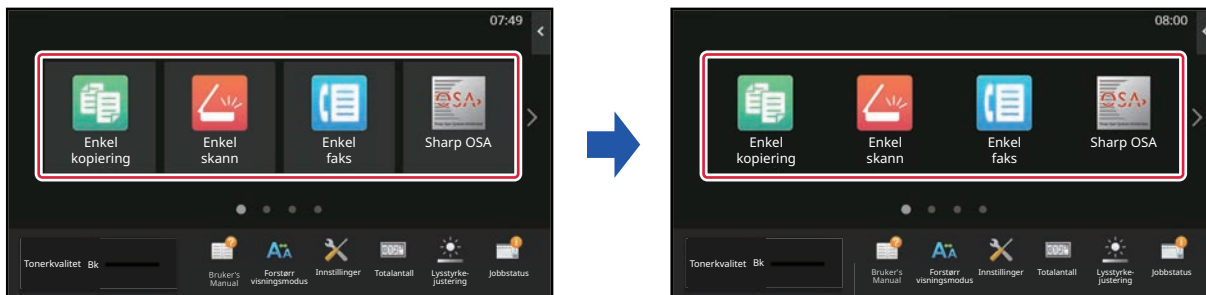 07:49
Enkel
kopiering
Enkel
skann
Enkel
faks
OSA
Sharp OSA
Tonerkvalitet Bk
Bruker's
Manual
Forstørr
visningsmodus
Innstillinger
Totalantall
Lysstyrke-
justering
Jobbstatus
08:00
Enkel
kopiering
Enkel
skann
Enkel
faks
OSA
Sharp OSA
Tonerkvalitet Bk
Bruker's
Manual
Forstørr
visningsmodus
Innstillinger
Totalantall
Lysstyrke-
justering
Jobbstatus